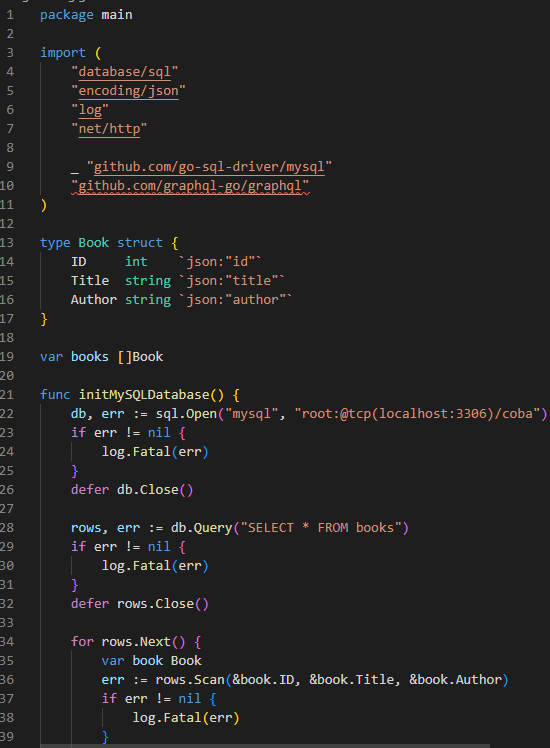 1 package main
2
3 import (
4 "database/sql"
5 "encoding/json"
6 "log"
7 "net/http"
8
9 _ "github.com/go-sql-driver/mysql"
10 "github.com/graphql-go/graphql"
11 )
12
13 type Book struct {
14 ID int `json:"id"`
15 Title string `json:"title"`
16 Author string `json:"author"`
17 }
18
19 var books []Book
20
21 func initMySQLDatabase() {
22 db, err := sql.Open("mysql", "root:@tcp(localhost:3306)/coba")
23 if err != nil {
24 log.Fatal(err)
25 }
26 defer db.Close()
27
28 rows, err := db.Query("SELECT * FROM books")
29 if err != nil {
30 log.Fatal(err)
31 }
32 defer rows.Close()
33
34 for rows.Next() {
35 var book Book
36 err := rows.Scan(&book.ID, &book.Title, &book.Author)
37 if err != nil {
38 log.Fatal(err)
39 }